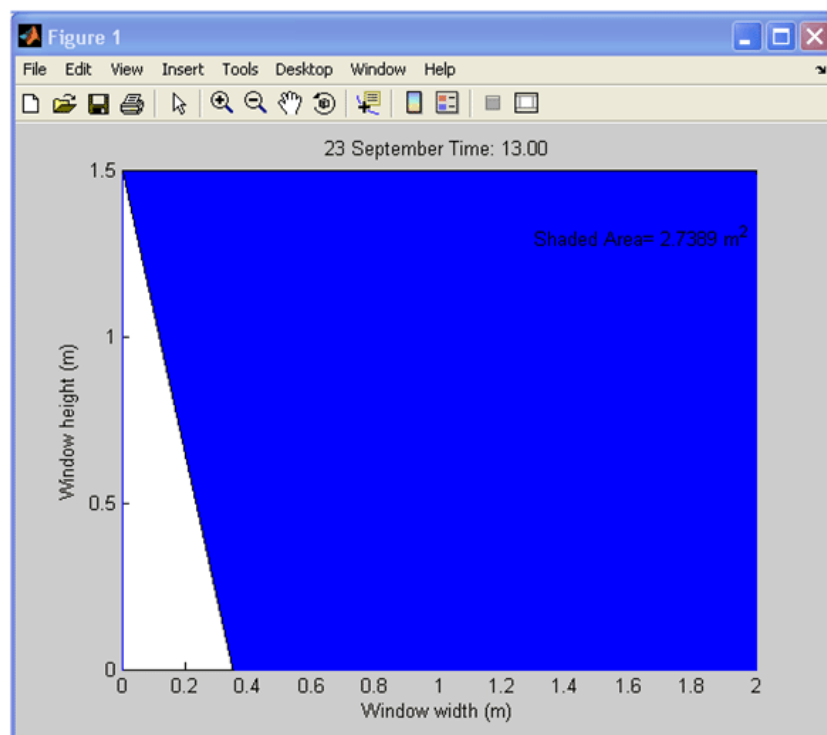 Figure 1
File Edit View Insert Tools Desktop Window Help
23 September Time: 13.00
1.5
Shaded Area= 2.7389 m²
1
Window height (m)
0.5
0
0 0.2 0.4 0.6 0.8 1 1.2 1.4 1.6 1.8 2
Window width (m)